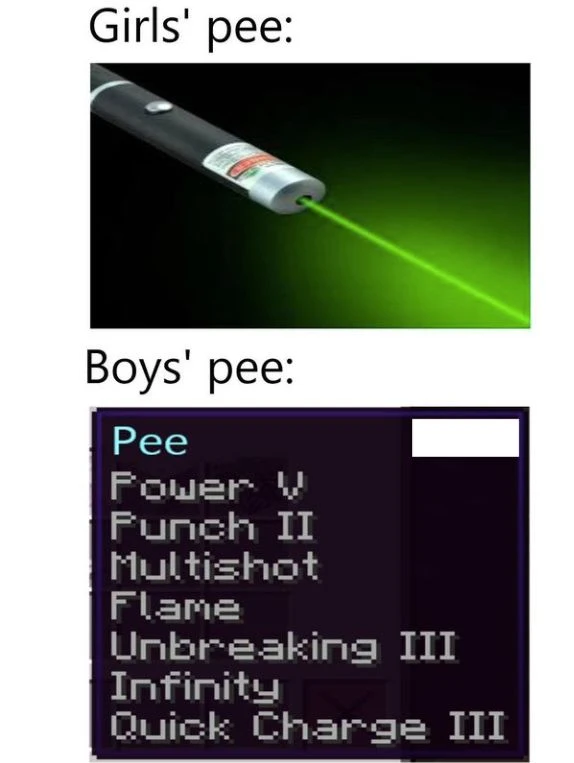 Girls' pee:
Boys' pee:
Pee
Power V
Punch II
Multishot
Flame
Unbreaking III
Infinity
Quick Charge III